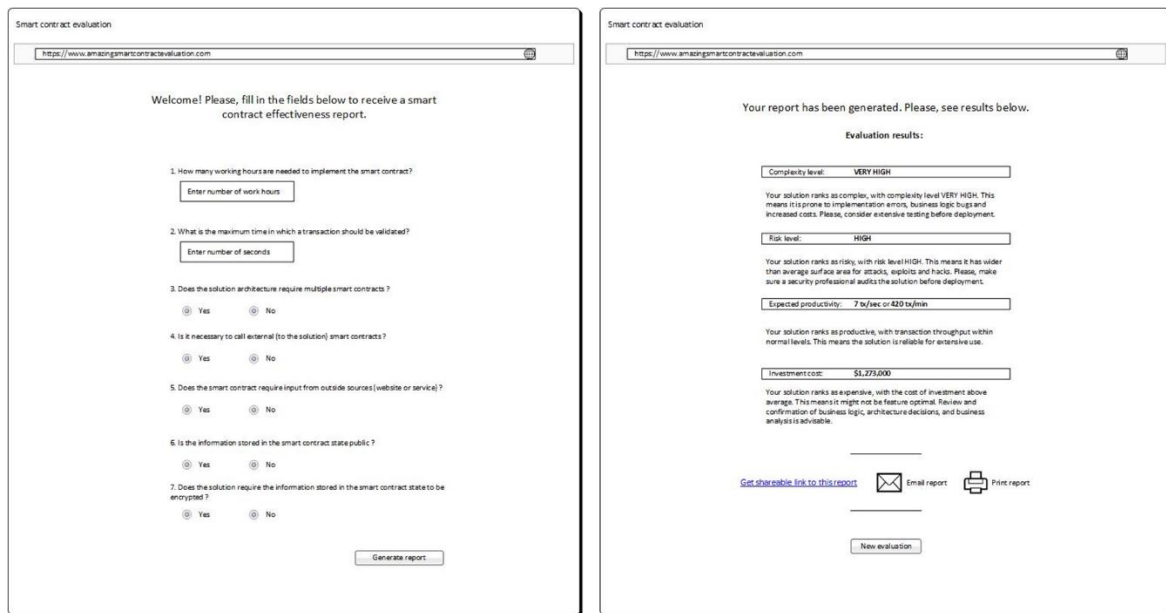 Smart contract evaluation
https://www.amazingsmartcontractevaluation.com
Welcome! Please, fill in the fields below to receive a smart
contract effectiveness report.
1. How many working hours are needed to implement the smart contract?
Enter number of work hours
2. What is the maximum time in which a transaction should be validated?
Enter number of seconds
3. Does the solution architecture require multiple smart contracts ?
Yes No
4. Is it necessary to call external (to the solution) smart contracts ?
Yes No
5. Does the smart contract require input from outside sources (website or service) ?
Yes No
6. Is the information stored in the smart contract state public ?
Yes No
7. Does the solution require the information stored in the smart contract state to be
encrypted ?
Yes No
Generate report
Smart contract evaluation
https://www.amazingsmartcontractevaluation.com
Your report has been generated. Please, see results below.
Evaluation results:
Complexity level: VERY HIGH
Your solution ranks as complex, with complexity level VERY HIGH. This
means it is prone to implementation errors, business logic bugs and
increased costs. Please, consider extensive testing before deployment.
Risk level: HIGH
Your solution ranks as risky, with risk level HIGH. This means it has wider
than average surface area for attacks, exploits and hacks. Please, make
sure a security professional audits the solution before deployment.
Expected productivity: 7 tx/sec or 420 tx/min
Your solution ranks as productive, with transaction throughput within
normal levels. This means the solution is reliable for extensive use.
Investment cost: $1,273,000
Your solution ranks as expensive, with the cost of investment above
average. This means it might not be feature optimal. Review and
confirmation of business logic, architecture decisions, and business
analysis is advisable.
Get shareable link to this report Email report Print report
New evaluation